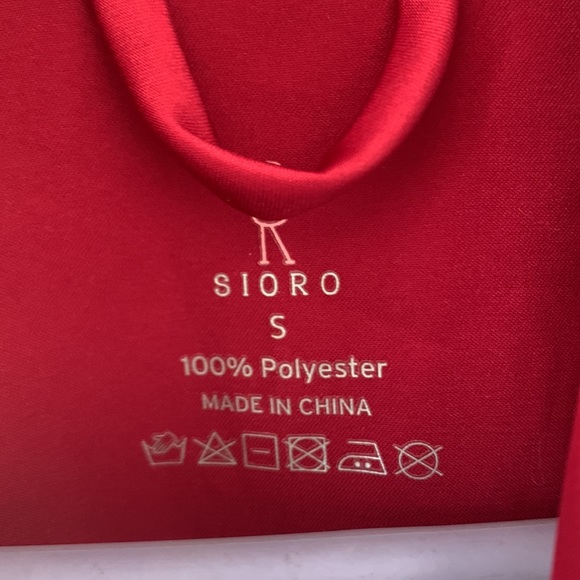 SIORO
S
100% Polyester
MADE IN CHINA